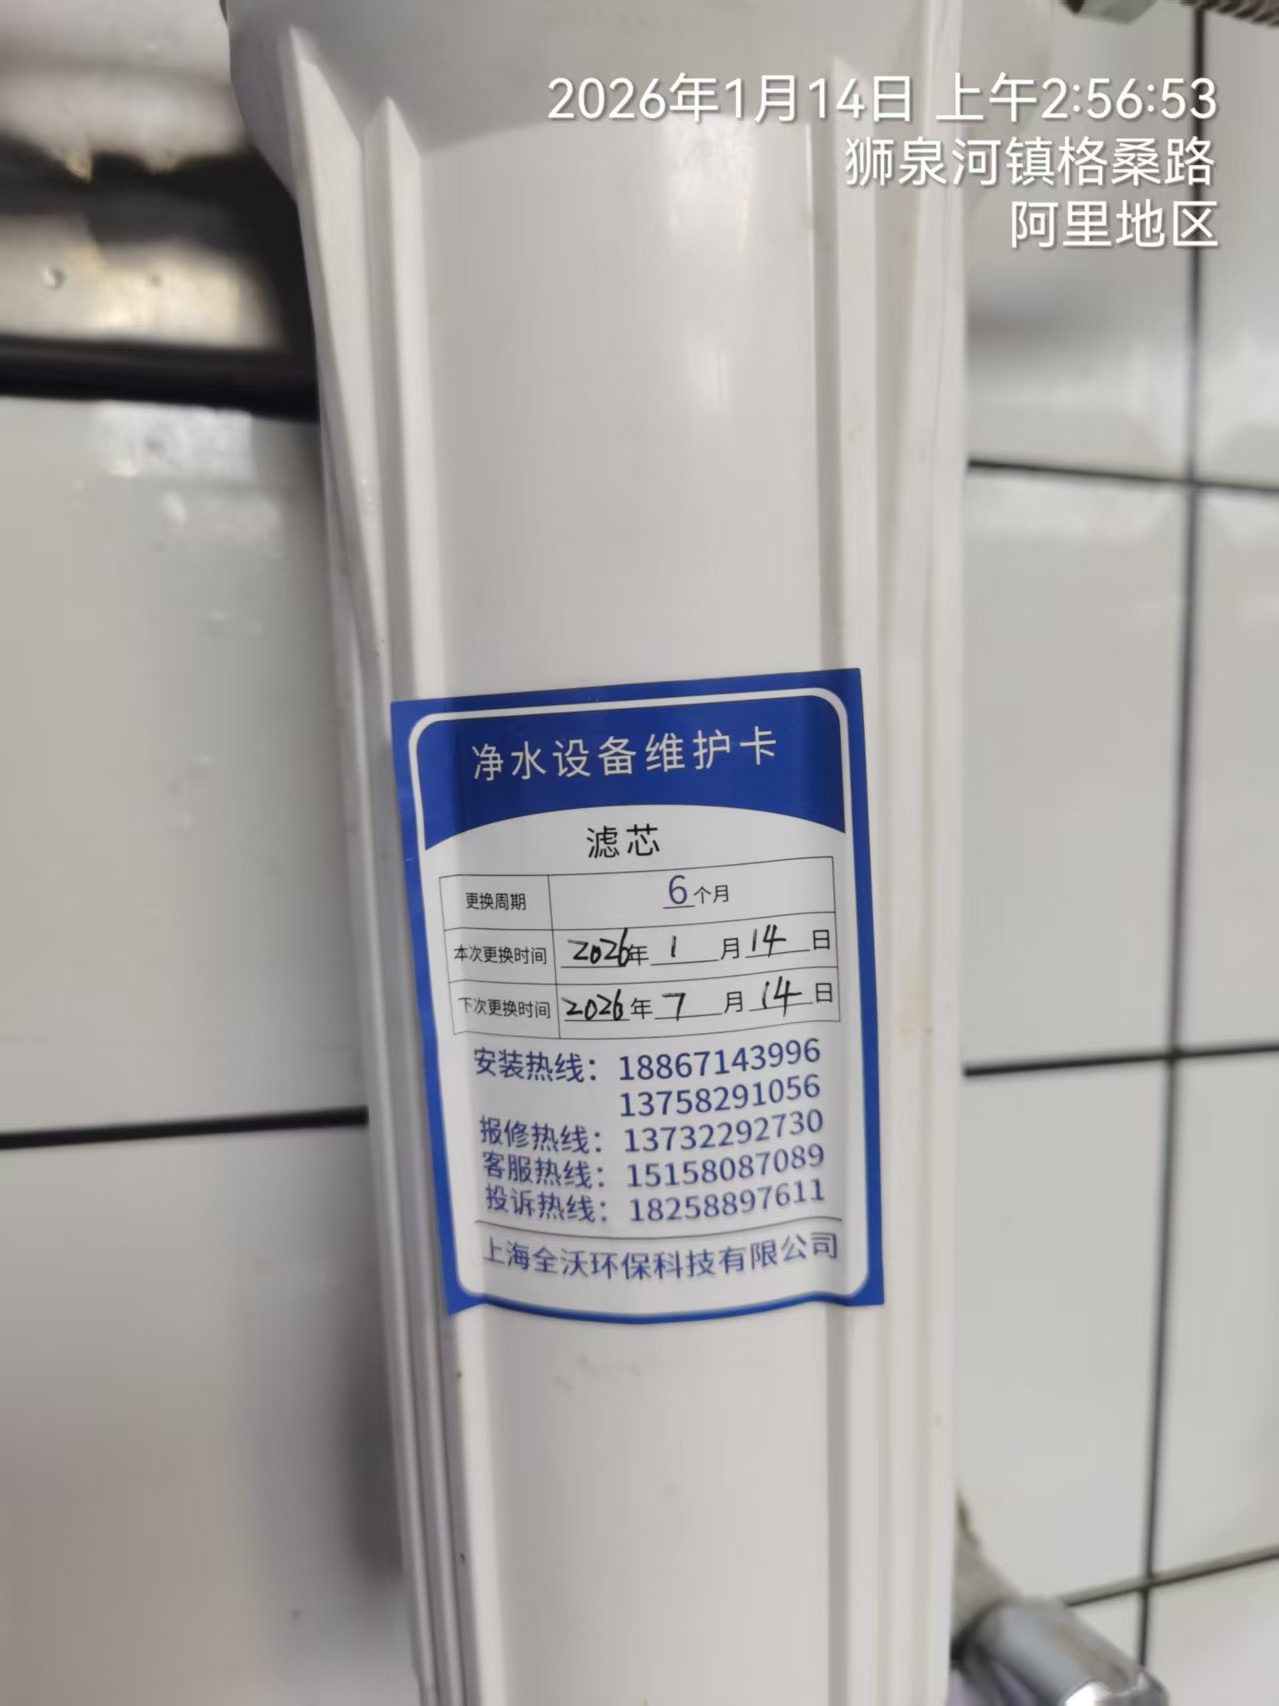 2026年1月14日 上午2:56:53
狮泉河镇格桑路
阿里地区
净水设备维护卡
滤芯
更换周期 6个月
本次更换时间 2026年1月14日
下次更换时间 2026年7月14日
安装热线：18867143996
13758291056
报修热线：13732292730
客服热线：15158087089
投诉热线：18258897611
上海全沃环保科技有限公司